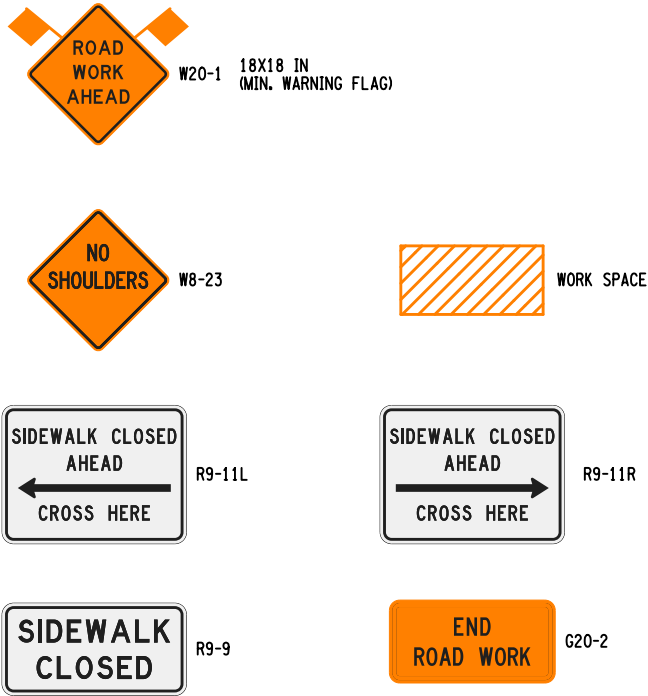 ROAD
WORK
AHEAD
W20-1
18X18 IN
(MIN. WARNING FLAG)
NO
SHOULDERS
W8-23
WORK SPACE
SIDEWALK CLOSED
AHEAD
CROSS HERE
R9-11L
SIDEWALK CLOSED
AHEAD
CROSS HERE
R9-11R
SIDEWALK
CLOSED
R9-9
END
ROAD WORK
G20-2